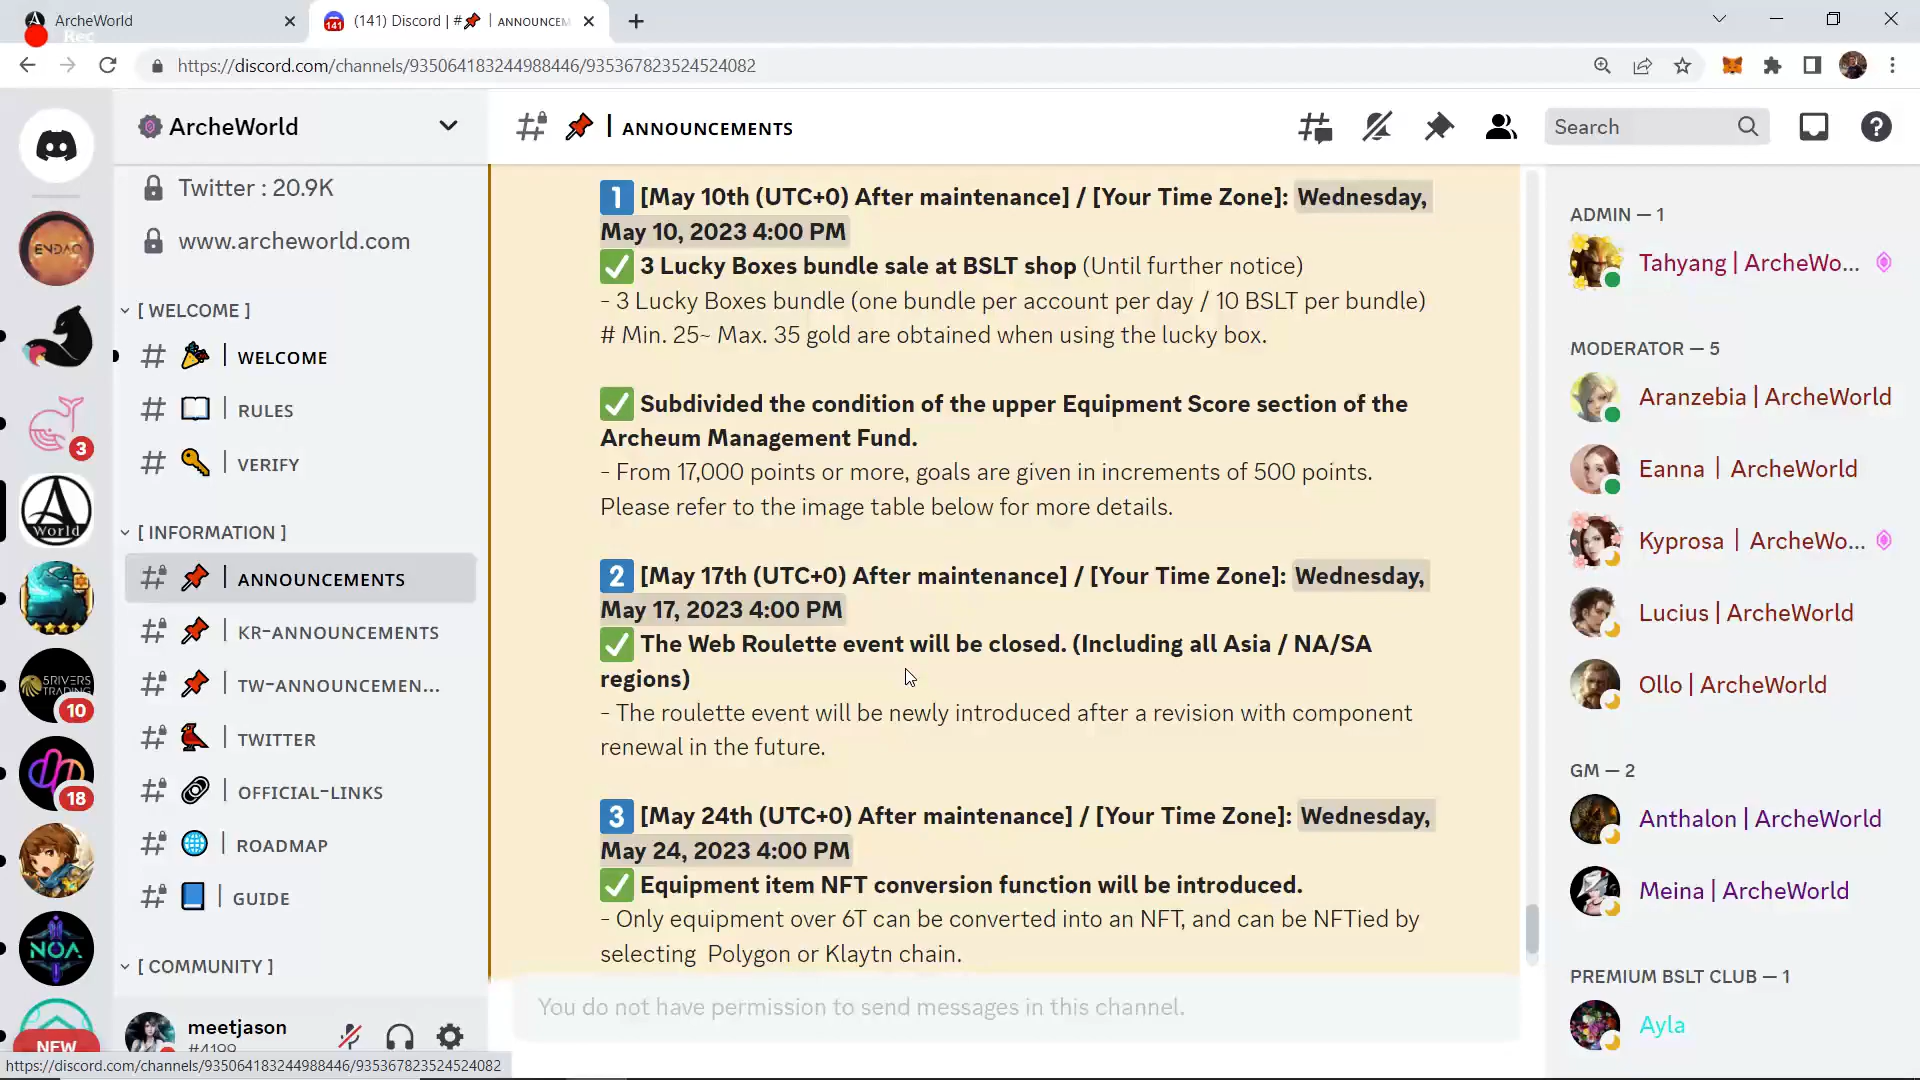 ArcheWorld
(141) Discord | #📌 | ANNOUNCEM
Rec
https://discord.com/channels/935064183244988446/935367823524524082
ArcheWorld
Twitter : 20.9K
www.archeworld.com
[ WELCOME ]
| WELCOME
| RULES
| VERIFY
[ INFORMATION ]
| ANNOUNCEMENTS
| KR-ANNOUNCEMENTS
| TW-ANNOUNCEMEN...
| TWITTER
| OFFICIAL-LINKS
| ROADMAP
| GUIDE
[ COMMUNITY ]
meetjason
#4199
https://discord.com/channels/935064183244988446/935367823524524082
ENDAO
3
World
5RIVERS
TRADING
10
18
NOA
NEW
| ANNOUNCEMENTS
Search
1 [May 10th (UTC+0) After maintenance] / [Your Time Zone]: Wednesday,
May 10, 2023 4:00 PM
✅ 3 Lucky Boxes bundle sale at BSLT shop (Until further notice)
- 3 Lucky Boxes bundle (one bundle per account per day / 10 BSLT per bundle)
# Min. 25~ Max. 35 gold are obtained when using the lucky box.
✅ Subdivided the condition of the upper Equipment Score section of the
Archeum Management Fund.
- From 17,000 points or more, goals are given in increments of 500 points.
Please refer to the image table below for more details.
2 [May 17th (UTC+0) After maintenance] / [Your Time Zone]: Wednesday,
May 17, 2023 4:00 PM
✅ The Web Roulette event will be closed. (Including all Asia / NA/SA
regions)
- The roulette event will be newly introduced after a revision with component
renewal in the future.
3 [May 24th (UTC+0) After maintenance] / [Your Time Zone]: Wednesday,
May 24, 2023 4:00 PM
✅ Equipment item NFT conversion function will be introduced.
- Only equipment over 6T can be converted into an NFT, and can be NFTied by
selecting  Polygon or Klaytn chain.
You do not have permission to send messages in this channel.
ADMIN — 1
Tahyang | ArcheWo...
MODERATOR — 5
Aranzebia | ArcheWorld
Eanna | ArcheWorld
Kyprosa | ArcheWo...
Lucius | ArcheWorld
Ollo | ArcheWorld
GM — 2
Anthalon | ArcheWorld
Meina | ArcheWorld
PREMIUM BSLT CLUB — 1
Ayla